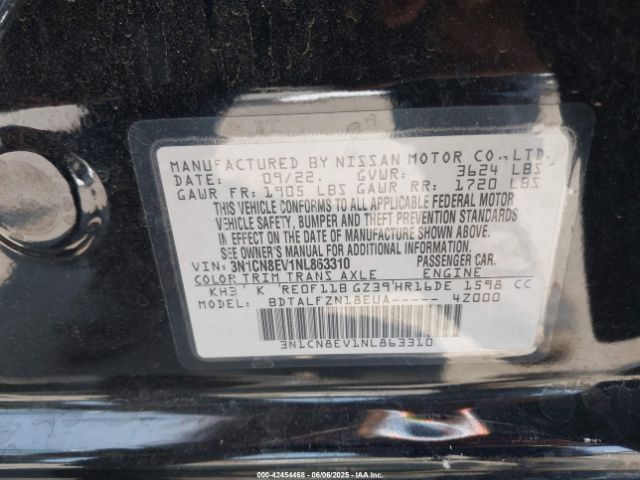 MANUFACTURED BY NISSAN MOTOR CO., LTD.
DATE: 09/22. GVWR: 3624 LBS
GAWR FR: 1905 LBS GAWR RR: 1720 LBS
THIS VEHICLE CONFORMS TO ALL APPLICABLE FEDERAL MOTOR
VEHICLE SAFETY, BUMPER AND THEFT PREVENTION STANDARDS
IN EFFECT ON THE DATE OF MANUFACTURE SHOWN ABOVE.
SEE OWNER'S MANUAL FOR ADDITIONAL INFORMATION.
VIN: 3N1CN8EV1NL863310 PASSENGER CAR.
COLOR TRIM TRANS AXLE ENGINE
KH3 K RE0F11B GZ39 HR16DE 1598 CC
MODEL: BDTALFZN18EUA----- 4Z000
3N1CN8EV1NL863310
000-42454468 - 06/06/2025 - IAA Inc.